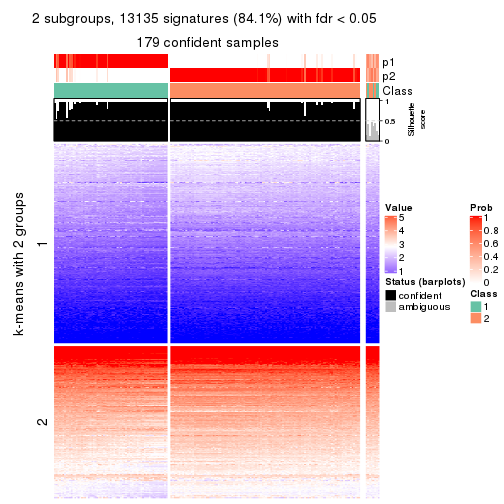 2 subgroups, 13135 signatures (84.1%) with fdr < 0.05
179 confident samples
p1
p2
Class
1
0.5
0
Silhouette
score
k-means with 2 groups
1
2
Value
5
4
3
2
1
Status (barplots)
confident
ambiguous
Prob
1
0.8
0.6
0.4
0.2
0
Class
1
2